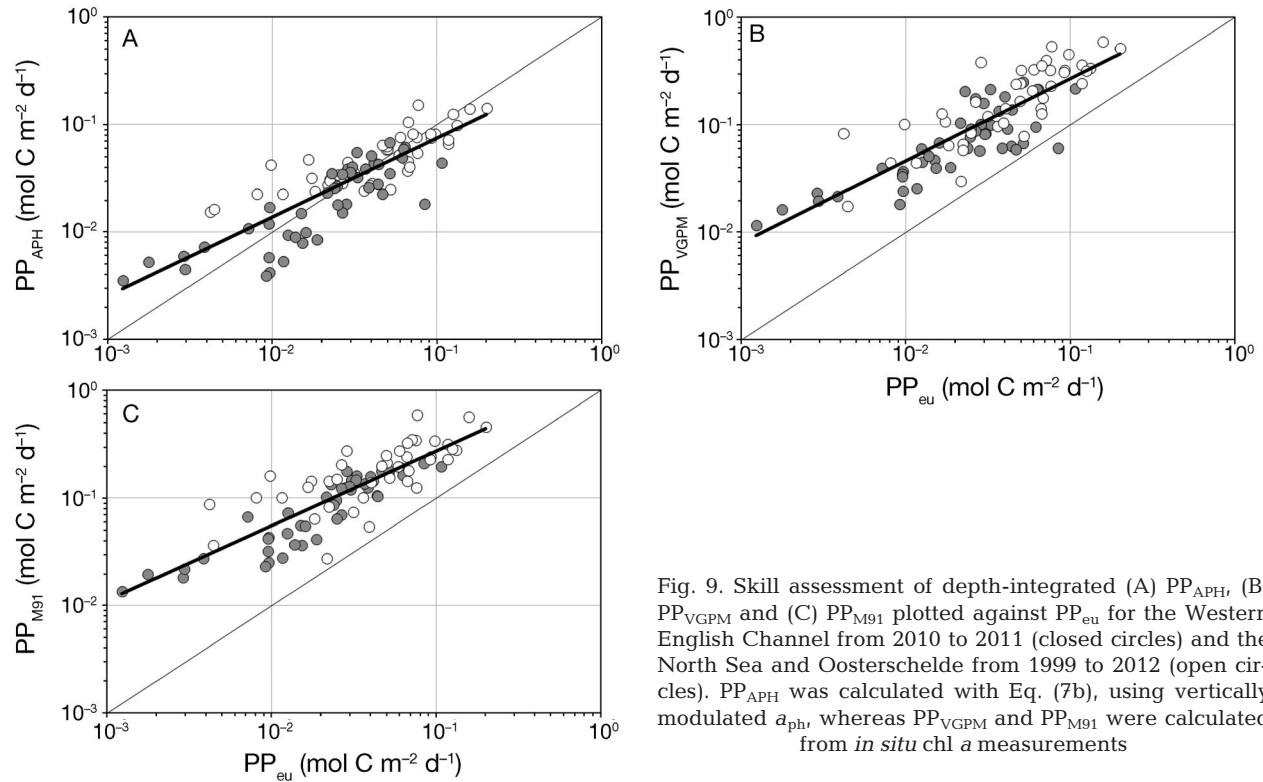 A
10⁰
10⁻¹
10⁻²
10⁻³
PP_APH (mol C m⁻² d⁻¹)
10⁻³ 10⁻² 10⁻¹ 10⁰
B
10⁰
10⁻¹
10⁻²
10⁻³
PP_VGPM (mol C m⁻² d⁻¹)
10⁻³ 10⁻² 10⁻¹ 10⁰
PP_eu (mol C m⁻² d⁻¹)
C
10⁰
10⁻¹
10⁻²
10⁻³
PP_M91 (mol C m⁻² d⁻¹)
10⁻³ 10⁻² 10⁻¹ 10⁰
PP_eu (mol C m⁻² d⁻¹)
Fig. 9. Skill assessment of depth-integrated (A) PP_APH, (B)
PP_VGPM and (C) PP_M91 plotted against PP_eu for the Western
English Channel from 2010 to 2011 (closed circles) and the
North Sea and Oosterschelde from 1999 to 2012 (open cir-
cles). PP_APH was calculated with Eq. (7b), using vertically
modulated a_ph, whereas PP_VGPM and PP_M91 were calculated
from in situ chl a measurements